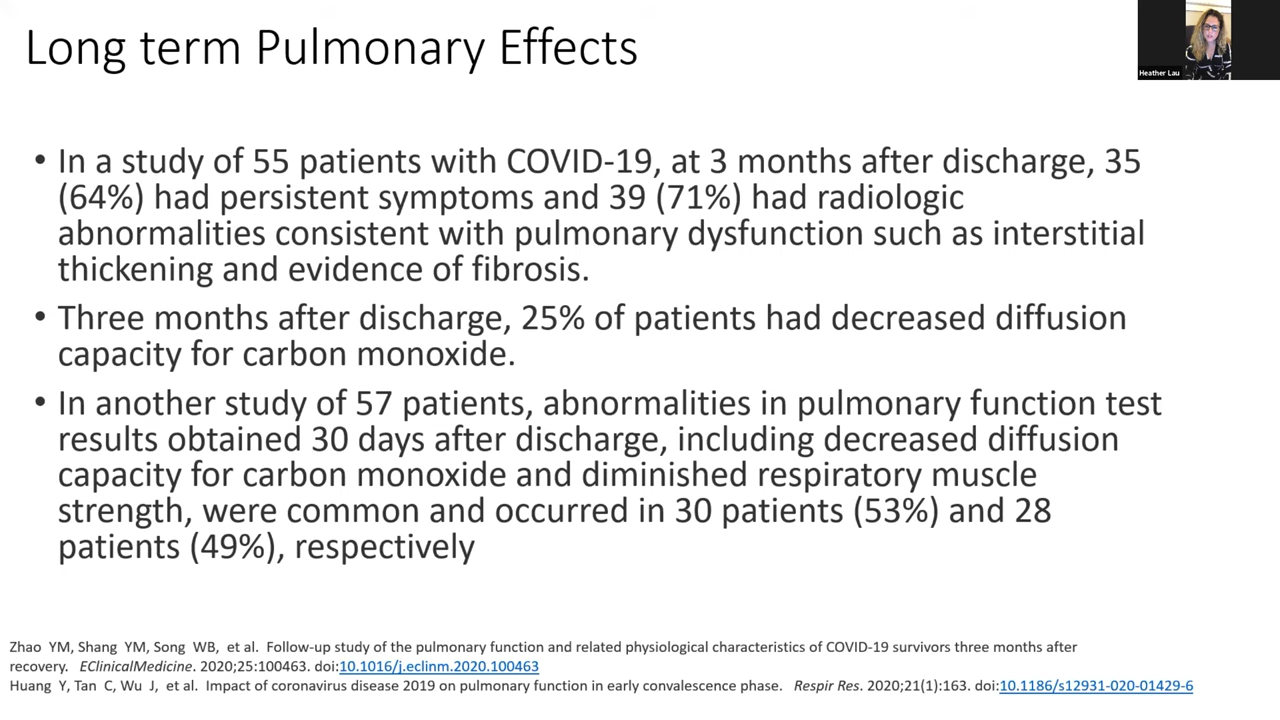 Long term Pulmonary Effects
Heather Lau
• In a study of 55 patients with COVID-19, at 3 months after discharge, 35
(64%) had persistent symptoms and 39 (71%) had radiologic
abnormalities consistent with pulmonary dysfunction such as interstitial
thickening and evidence of fibrosis.
• Three months after discharge, 25% of patients had decreased diffusion
capacity for carbon monoxide.
• In another study of 57 patients, abnormalities in pulmonary function test
results obtained 30 days after discharge, including decreased diffusion
capacity for carbon monoxide and diminished respiratory muscle
strength, were common and occurred in 30 patients (53%) and 28
patients (49%), respectively
Zhao YM, Shang YM, Song WB, et al. Follow-up study of the pulmonary function and related physiological characteristics of COVID-19 survivors three months after
recovery. EClinicalMedicine. 2020;25:100463. doi:10.1016/j.eclinm.2020.100463
Huang Y, Tan C, Wu J, et al. Impact of coronavirus disease 2019 on pulmonary function in early convalescence phase. Respir Res. 2020;21(1):163. doi:10.1186/s12931-020-01429-6